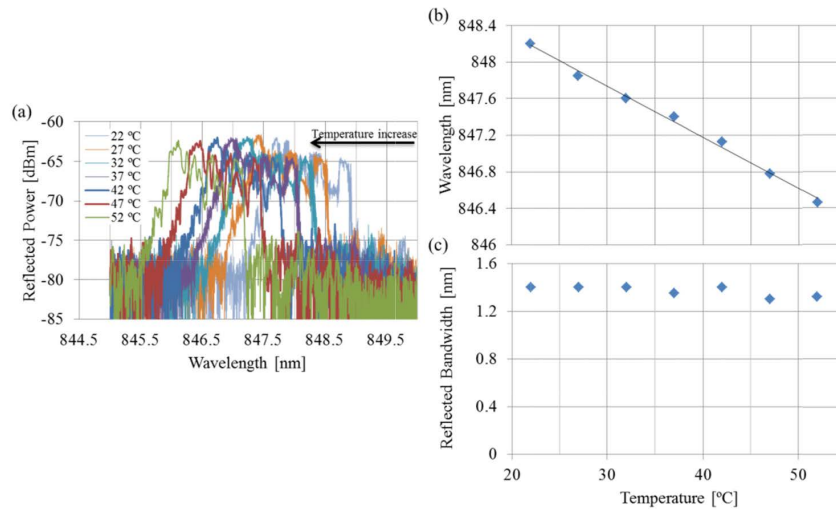 (a)
Reflected Power [dBm]
-60
-65
-70
-75
-80
-85
22 ºC
27 ºC
32 ºC
37 ºC
42 ºC
47 ºC
52 ºC
Temperature increase
844.5 845.5 846.5 847.5 848.5 849.5
Wavelength [nm]
(b)
Wavelength [nm]
848.4
848
847.6
847.2
846.8
846.4
846
(c)
Reflected Bandwidth [nm]
1.6
1.2
0.8
0.4
0
20 30 40 50
Temperature [ºC]